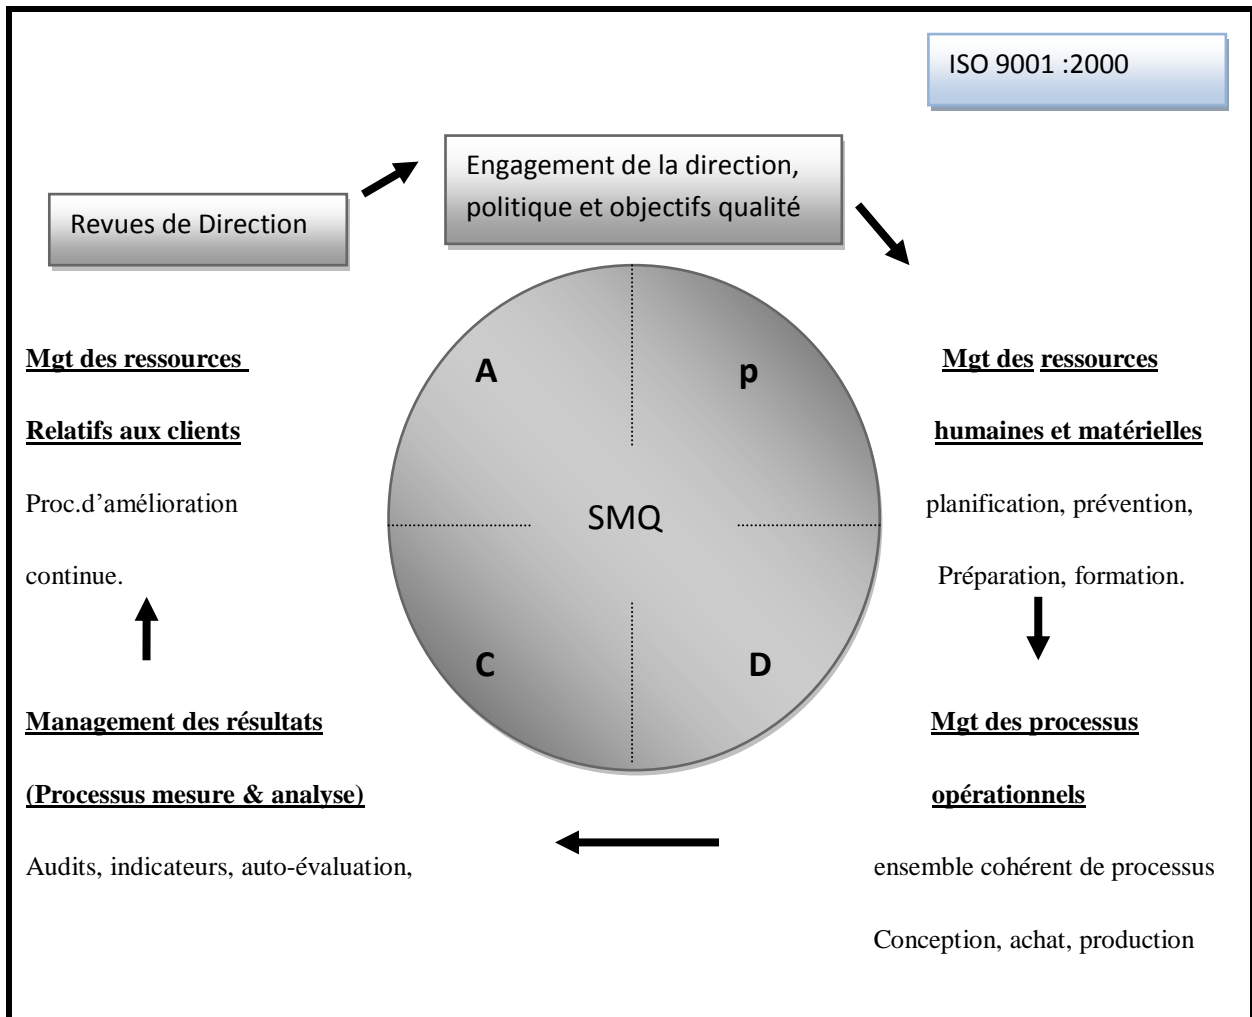 ISO 9001 :2000
Engagement de la direction,
politique et objectifs qualité
Revues de Direction
Mgt des ressources
Relatifs aux clients
Proc.d’amélioration
continue.
A
p
Mgt des ressources
humaines et matérielles
planification, prévention,
Préparation, formation.
SMQ
C
D
Management des résultats
(Processus mesure & analyse)
Audits, indicateurs, auto-évaluation,
Mgt des processus
opérationnels
ensemble cohérent de processus
Conception, achat, production